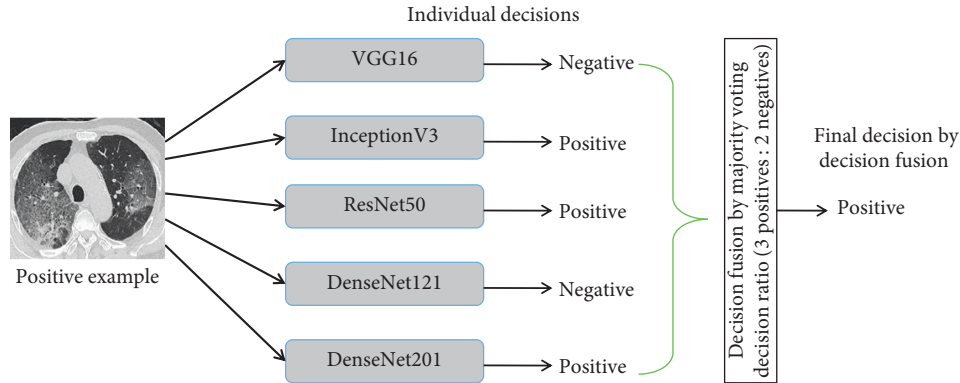 Individual decisions
VGG16
Negative
InceptionV3
Positive
ResNet50
Positive
DenseNet121
Negative
DenseNet201
Positive
Positive example
Decision fusion by majority voting
decision ratio (3 positives : 2 negatives)
Final decision by
decision fusion
Positive